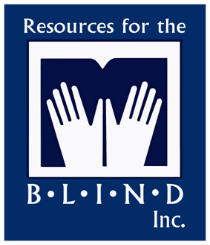 Resources for the
B•L•I•N•D
Inc.